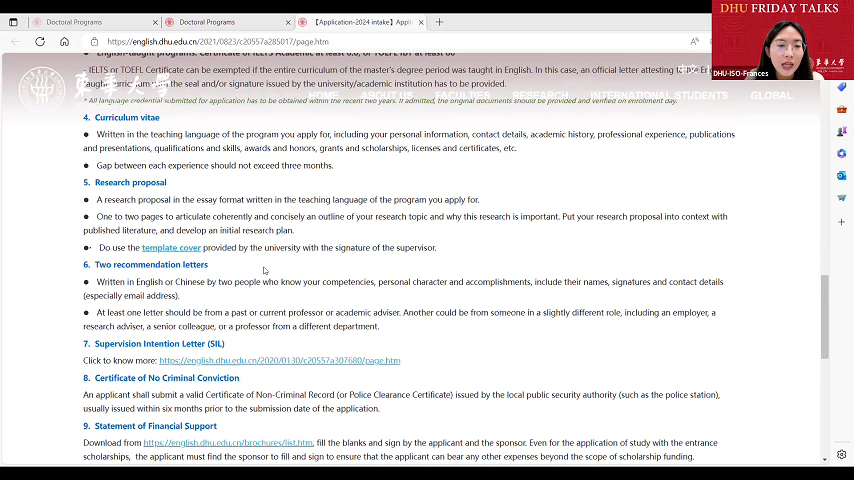 DHU FRIDAY TALKS
Doctoral Programs
Doctoral Programs
【Application-2024 intake】Appli
https://english.dhu.edu.cn/2021/0823/c20557a285017/page.htm
DHU-ISO-Frances
IELTS or TOEFL Certificate can be exempted if the entire curriculum of the master's degree period was taught in English. In this case, an official letter attesting
with the seal and/or signature issued by the university/academic institution has to be provided.
HOME ABOUT US FACULTIES RESEARCH INTERNATIONAL STUDENTS GLOBAL
* All language credential submitted for application has to be obtained within the recent two years. If admitted, the original documents should be provided and verified on enrollment day.
4. Curriculum vitae
● Written in the teaching language of the program you apply for, including your personal information, contact details, academic history, professional experience, publications
and presentations, qualifications and skills, awards and honors, grants and scholarships, licenses and certificates, etc.
● Gap between each experience should not exceed three months.
5. Research proposal
● A research proposal in the essay format written in the teaching language of the program you apply for.
● One to two pages to articulate coherently and concisely an outline of your research topic and why this research is important. Put your research proposal into context with
published literature, and develop an initial research plan.
● Do use the template cover provided by the university with the signature of the supervisor.
6. Two recommendation letters
● Written in English or Chinese by two people who know your competencies, personal character and accomplishments, include their names, signatures and contact details
(especially email address).
● At least one letter should be from a past or current professor or academic adviser. Another could be from someone in a slightly different role, including an employer, a
research adviser, a senior colleague, or a professor from a different department.
7. Supervision Intention Letter (SIL)
Click to know more: https://english.dhu.edu.cn/2020/0130/c20557a307680/page.htm
8. Certificate of No Criminal Conviction
An applicant shall submit a valid Certificate of Non-Criminal Record (or Police Clearance Certificate) issued by the local public security authority (such as the police station),
usually issued within six months prior to the submission date of the application.
9. Statement of Financial Support
Download from https://english.dhu.edu.cn/brochures/list.htm, fill the blanks and sign by the applicant and the sponsor. Even for the application of study with the entrance
scholarships, the applicant must find the sponsor to fill and sign to ensure that the applicant can bear any other expenses beyond the scope of scholarship funding.